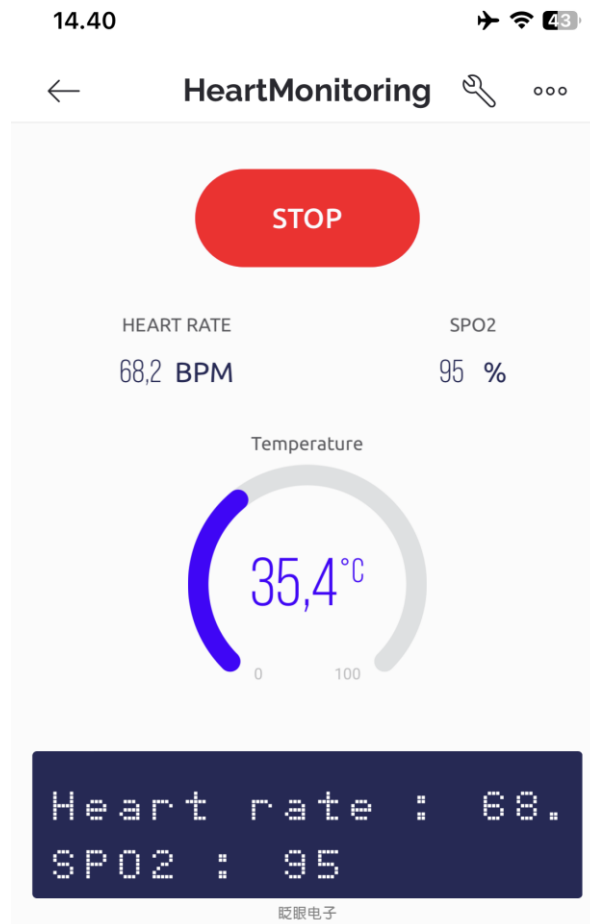 14.40 43
HeartMonitoring
STOP
HEART RATE SPO2
68,2 BPM 95 %
Temperature
35,4°C
0 100
Heart rate : 68.
SPO2 : 95
眨眼电子